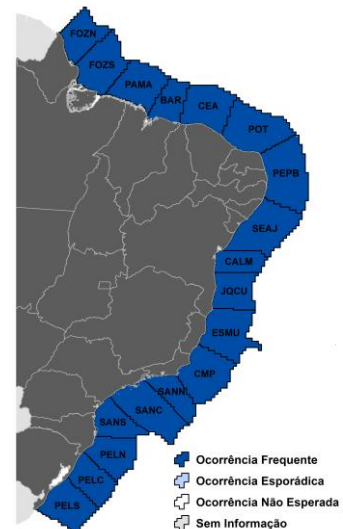 FOZN
FOZS
PAMA
BAR
CEA
POT
PEPB
SEAJ
CALM
JQCU
ESMU
CMP
SANN
SANC
SANS
PELN
PELC
PELS
Ocorrência Frequente
Ocorrência Esporádica
Ocorrência Não Esperada
Sem Informação